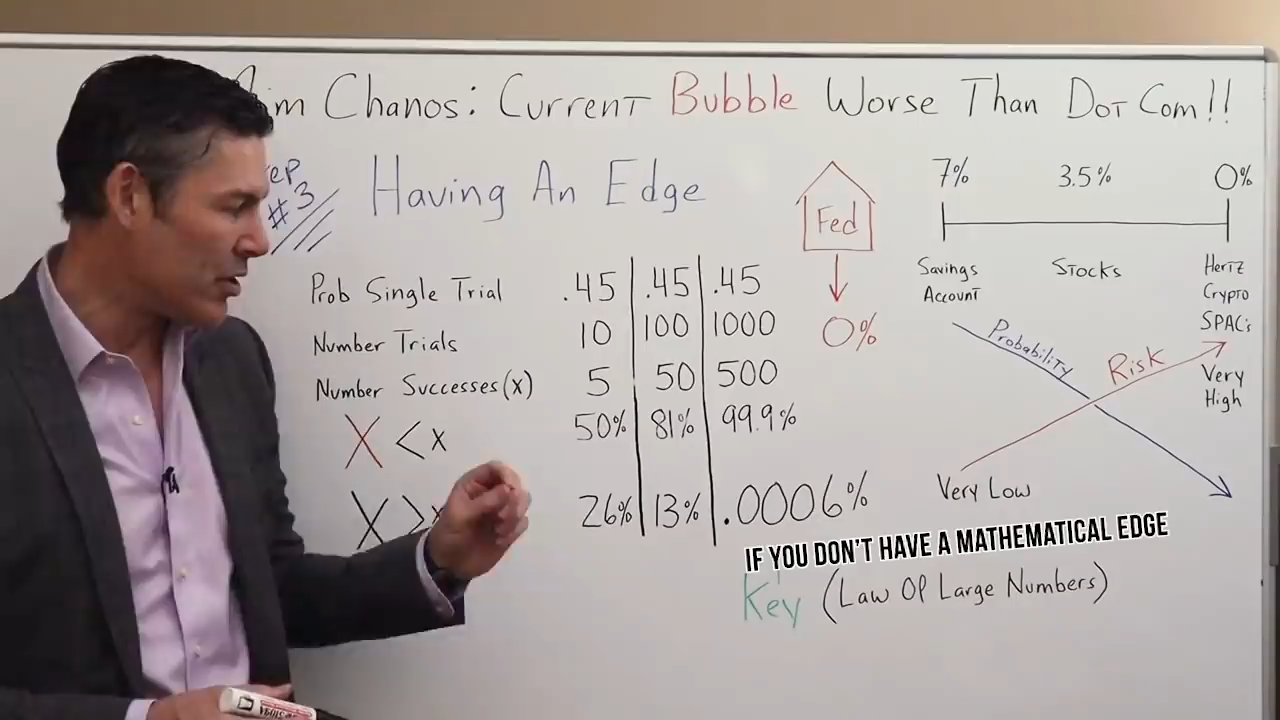 Jim Chanos: Current Bubble Worse Than Dot Com!!
#3
Having An Edge
Prob Single Trial .45 .45 .45
Number Trials 10 100 1000
Number Successes (x) 5 50 500
X < x 50% 81% 99.9%
X > x 26% 13% .0006%
Fed
0%
7% 3.5% 0%
Savings Account
Stocks
Hertz
Crypto
SPAC's
Very
High
Probability
Risk
Very Low
IF YOU DON'T HAVE A MATHEMATICAL EDGE
Key (Law Of Large Numbers)